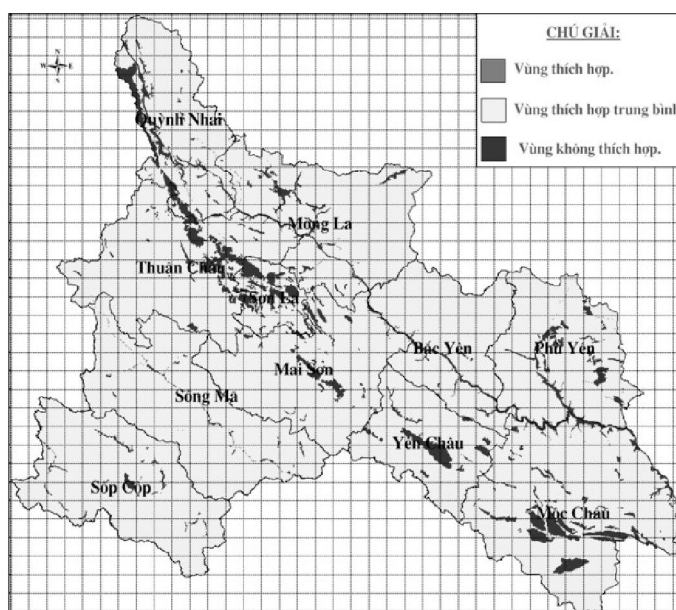 CHÚ GIẢI:
Vùng thích hợp.
Vùng thích hợp trung bình
Vùng không thích hợp.
N
W E
S
Quỳnh Nhai
Mờng La
Thuận Châu
Sơn La
Bắc Yên
Phù Yên
Mai Sơn
Sông Mã
Yên Châu
Sốp Cộp
Mộc Châu